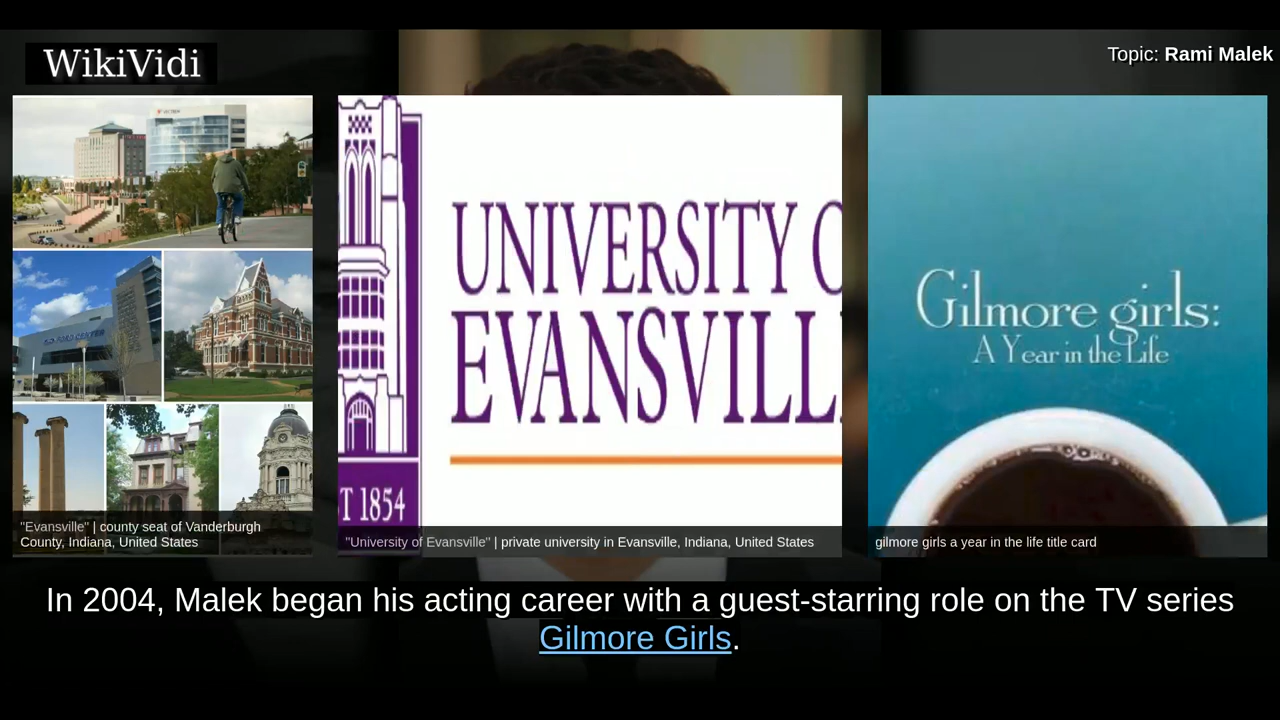 WikiVidi
Topic: Rami Malek
UNIVERSITY O
EVANSVILL
T 1854
Gilmore girls:
A Year in the Life
"Evansville" | county seat of Vanderburgh
County, Indiana, United States
"University of Evansville" | private university in Evansville, Indiana, United States
gilmore girls a year in the life title card
In 2004, Malek began his acting career with a guest-starring role on the TV series
Gilmore Girls.